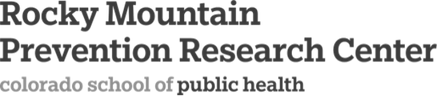 Rocky Mountain
Prevention Research Center
colorado school of public health